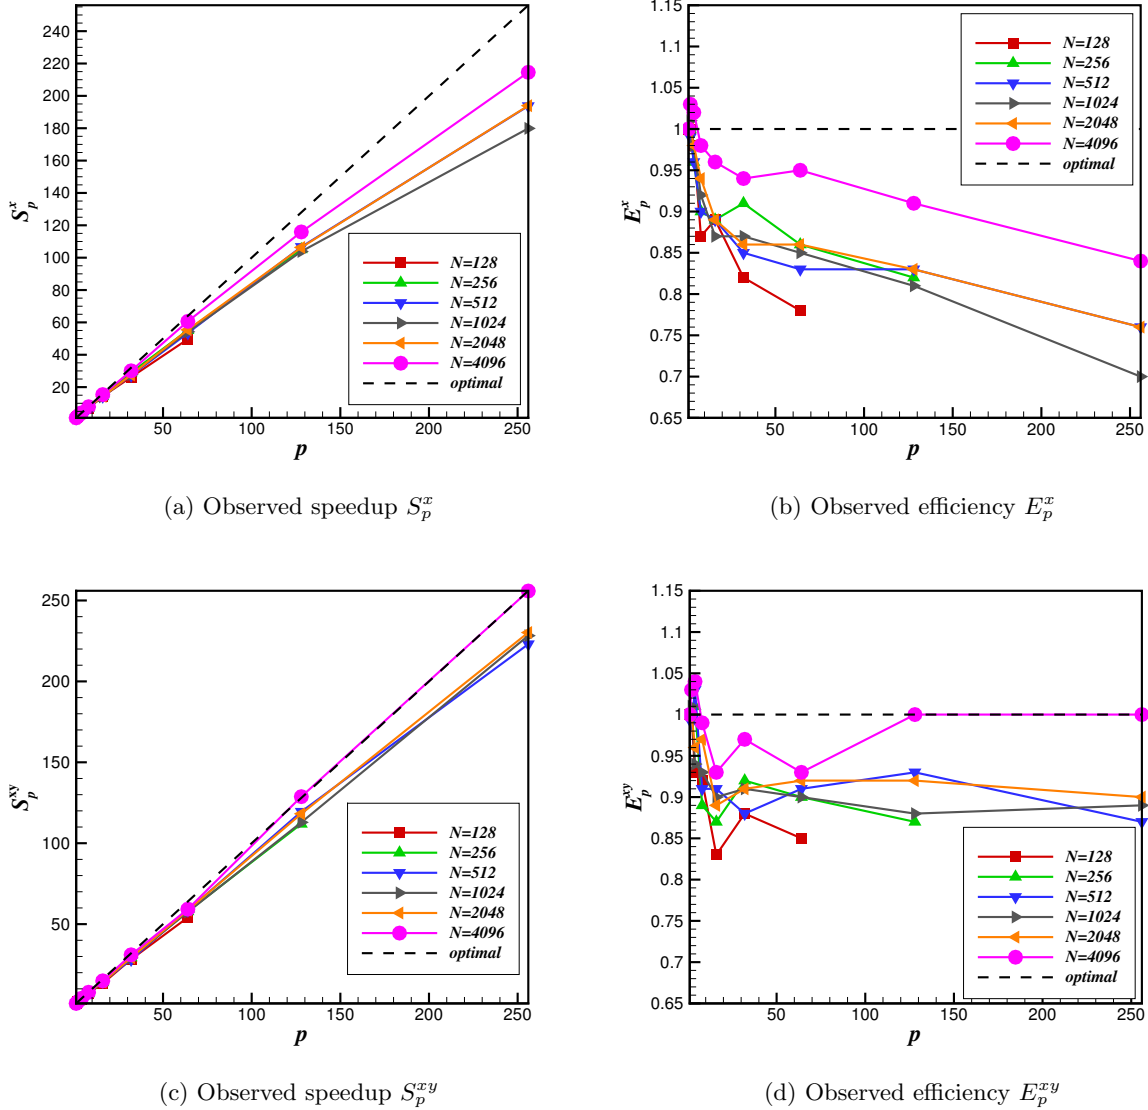 240
220
200
180
160
140
120
100
80
60
40
20
50
100
150
200
250
S_p^x
p
N=128
N=256
N=512
N=1024
N=2048
N=4096
optimal
(a) Observed speedup S_p^x
1.15
1.1
1.05
1
0.95
0.9
0.85
0.8
0.75
0.7
0.65
50
100
150
200
250
E_p^x
p
N=128
N=256
N=512
N=1024
N=2048
N=4096
optimal
(b) Observed efficiency E_p^x
250
200
150
100
50
50
100
150
200
250
S_p^xy
p
N=128
N=256
N=512
N=1024
N=2048
N=4096
optimal
(c) Observed speedup S_p^xy
1.15
1.1
1.05
1
0.95
0.9
0.85
0.8
0.75
0.7
0.65
50
100
150
200
250
E_p^xy
p
N=128
N=256
N=512
N=1024
N=2048
N=4096
optimal
(d) Observed efficiency E_p^xy